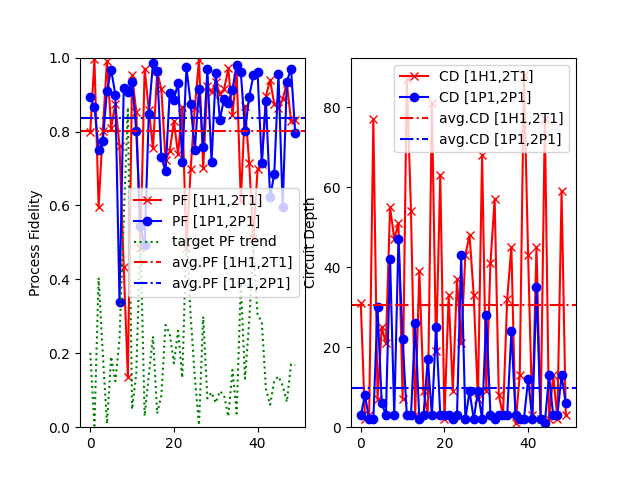 1.0
0.8
0.6
0.4
0.2
0.0
0
20
40
Process Fidelity
PF [1H1,2T1]
PF [1P1,2P1]
target PF trend
avg.PF [1H1,2T1]
avg.PF [1P1,2P1]
80
60
40
20
0
0
20
40
Circuit Depth
CD [1H1,2T1]
CD [1P1,2P1]
avg.CD [1H1,2T1]
avg.CD [1P1,2P1]